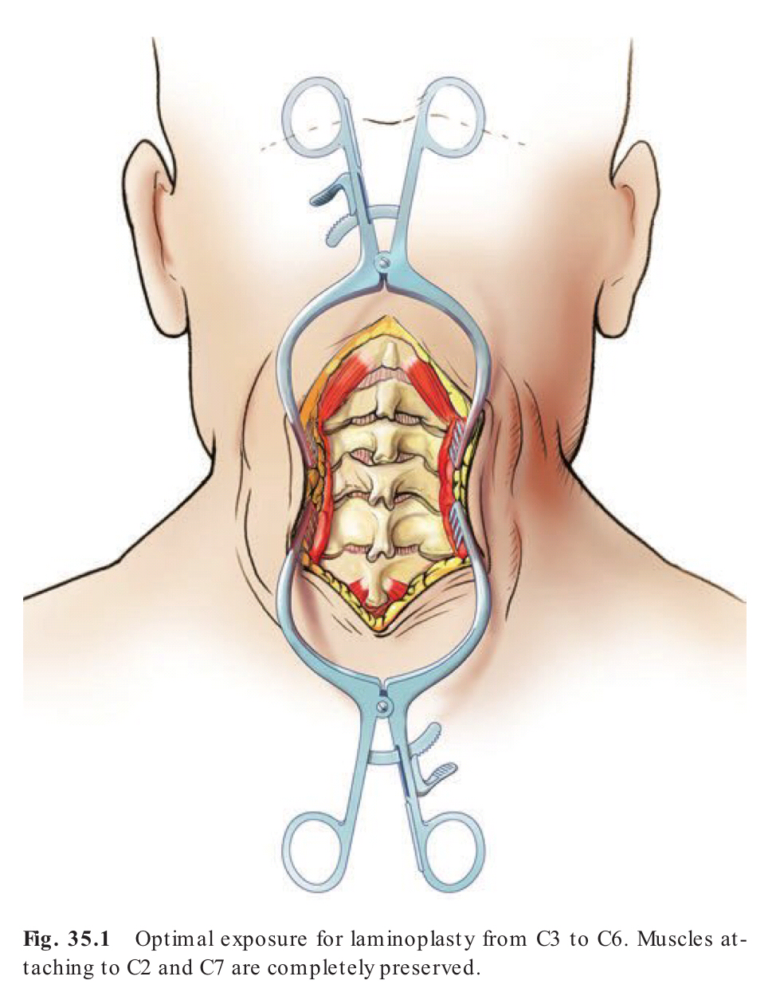 Fig. 35.1 Optimal exposure for laminoplasty from C3 to C6. Muscles at-
taching to C2 and C7 are completely preserved.